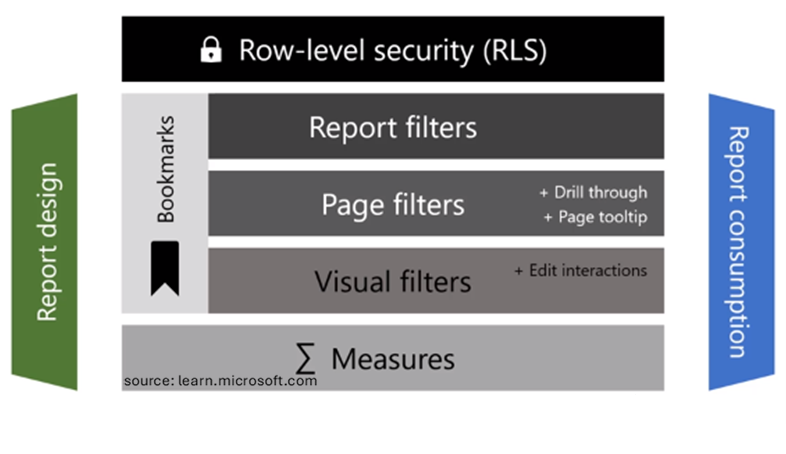 Row-level security (RLS)
Report design
Bookmarks
Report filters
Page filters
+ Drill through
+ Page tooltip
Visual filters
+ Edit interactions
∑ Measures
source: learn.microsoft.com
Report consumption